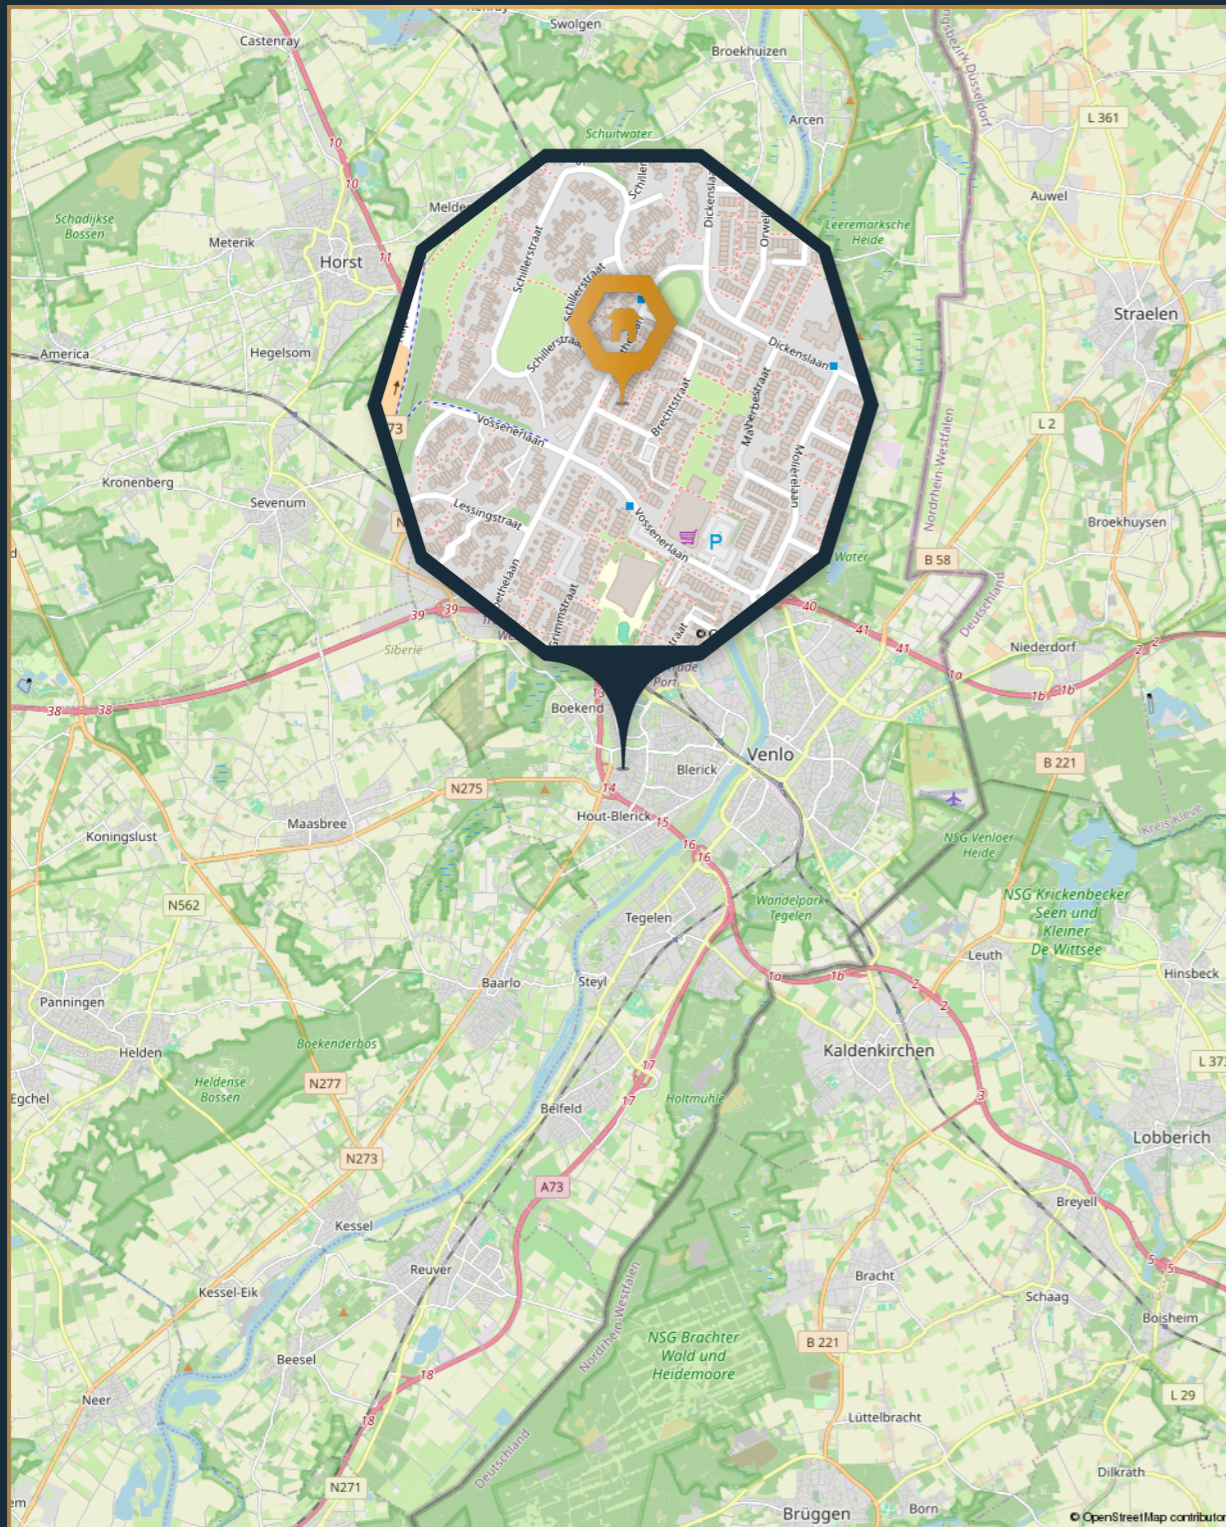 Swolgen
Castenray
Broekhuizen
L 361
Arcen
Schuitwater
10
10
Auwel
Schadijkse
Bossen
Meterik
Horst
11
Leeremarksche
Heide
Straelen
America
Hegelsom
Schillerstraat
Schillerstraat
Dickenslaan
Brechtstraat
Malherbestraat
Molierelaan
73
Vossenerlaan
Lessingstraat
Vossenerlaan
P
Grimmstraat
L 2
Kronenberg
Sevenum
Nordrhein-Westfalen
Broekhuysen
Water
B 58
Deutschland
39
39
40
41
41
Siberië
Niederdorf
2
2
1a
1b
1b
38
38
Port
13
Boekend
Venlo
Blerick
B 221
N275
14
Hout-Blerick
15
Maasbree
Koningslust
16
16
NSG Venloer
Heide
Kreis Kleve
N562
Wandelpark
Tegelen
NSG Krickenbecker
Seen und
Kleiner
De Wittsee
Tegelen
Leuth
Hinsbeck
Baarlo
Steyl
1a
1b
2
2
Panningen
Helden
Boekenderbos
Kaldenkirchen
Heldense
Bossen
N277
17
17
Holtmühle
3
Egchel
Belfeld
Lobberich
N273
A73
Breyell
Kessel
Reuver
5
5
Kessel-Eik
Bracht
Schaag
Boisheim
Nordrhein-Westfalen
NSG Brachter
Wald und
Heidemoore
B 221
Beesel
18
Neer
18
L 29
Lüttelbracht
Deutschland
Dilkrath
N271
Brüggen
Born
© OpenStreetMap contributor